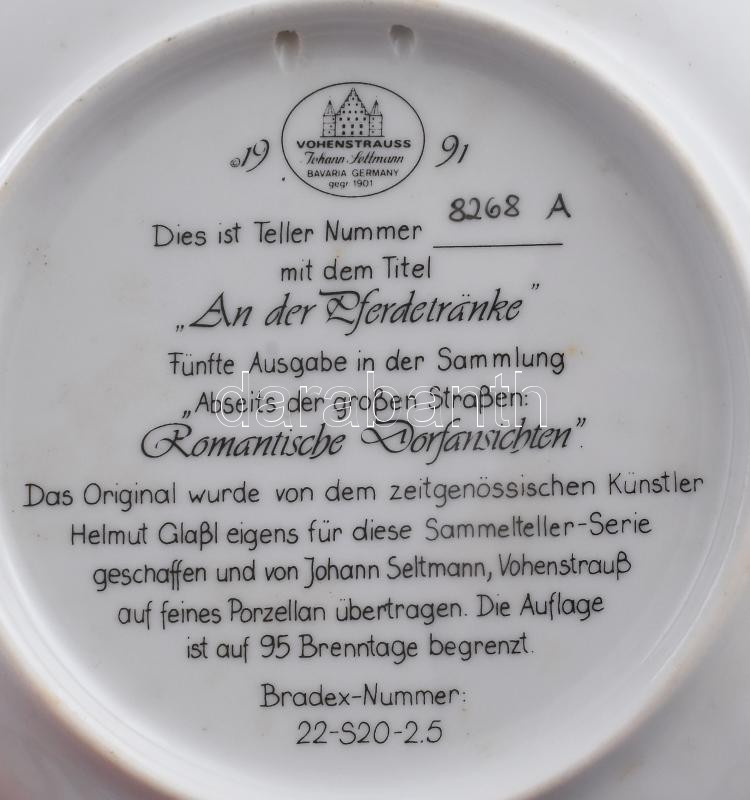 ©19 91
VOHENSTRAUSS
Johann Seltmann
BAVARIA GERMANY
gegr 1901
8268 A
Dies ist Teller Nummer
mit dem Titel
„An der Pferdetränke”
Fünfte Ausgabe in der Sammlung
darabanth
„Abseits der großen Straßen:
Romantische Dorfansichten”.
Das Original wurde von dem zeitgenössischen Künstler
Helmut Glaßl eigens für diese Sammelteller-Serie
geschaffen und von Johann Seltmann, Vohenstrauß
auf feines Porzellan übertragen. Die Auflage
ist auf 95 Brenntage begrenzt.
Bradex-Nummer:
22-S20-2.5